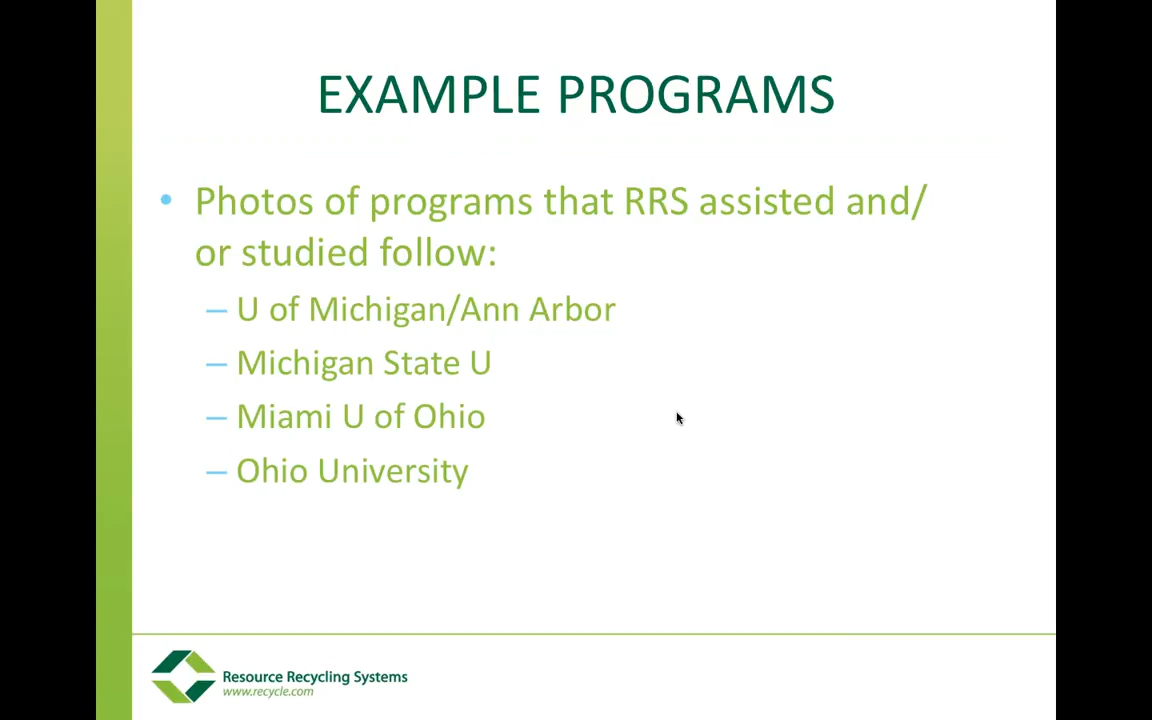 EXAMPLE PROGRAMS
• Photos of programs that RRS assisted and/
or studied follow:
– U of Michigan/Ann Arbor
– Michigan State U
– Miami U of Ohio
– Ohio University
Resource Recycling Systems
www.recycle.com